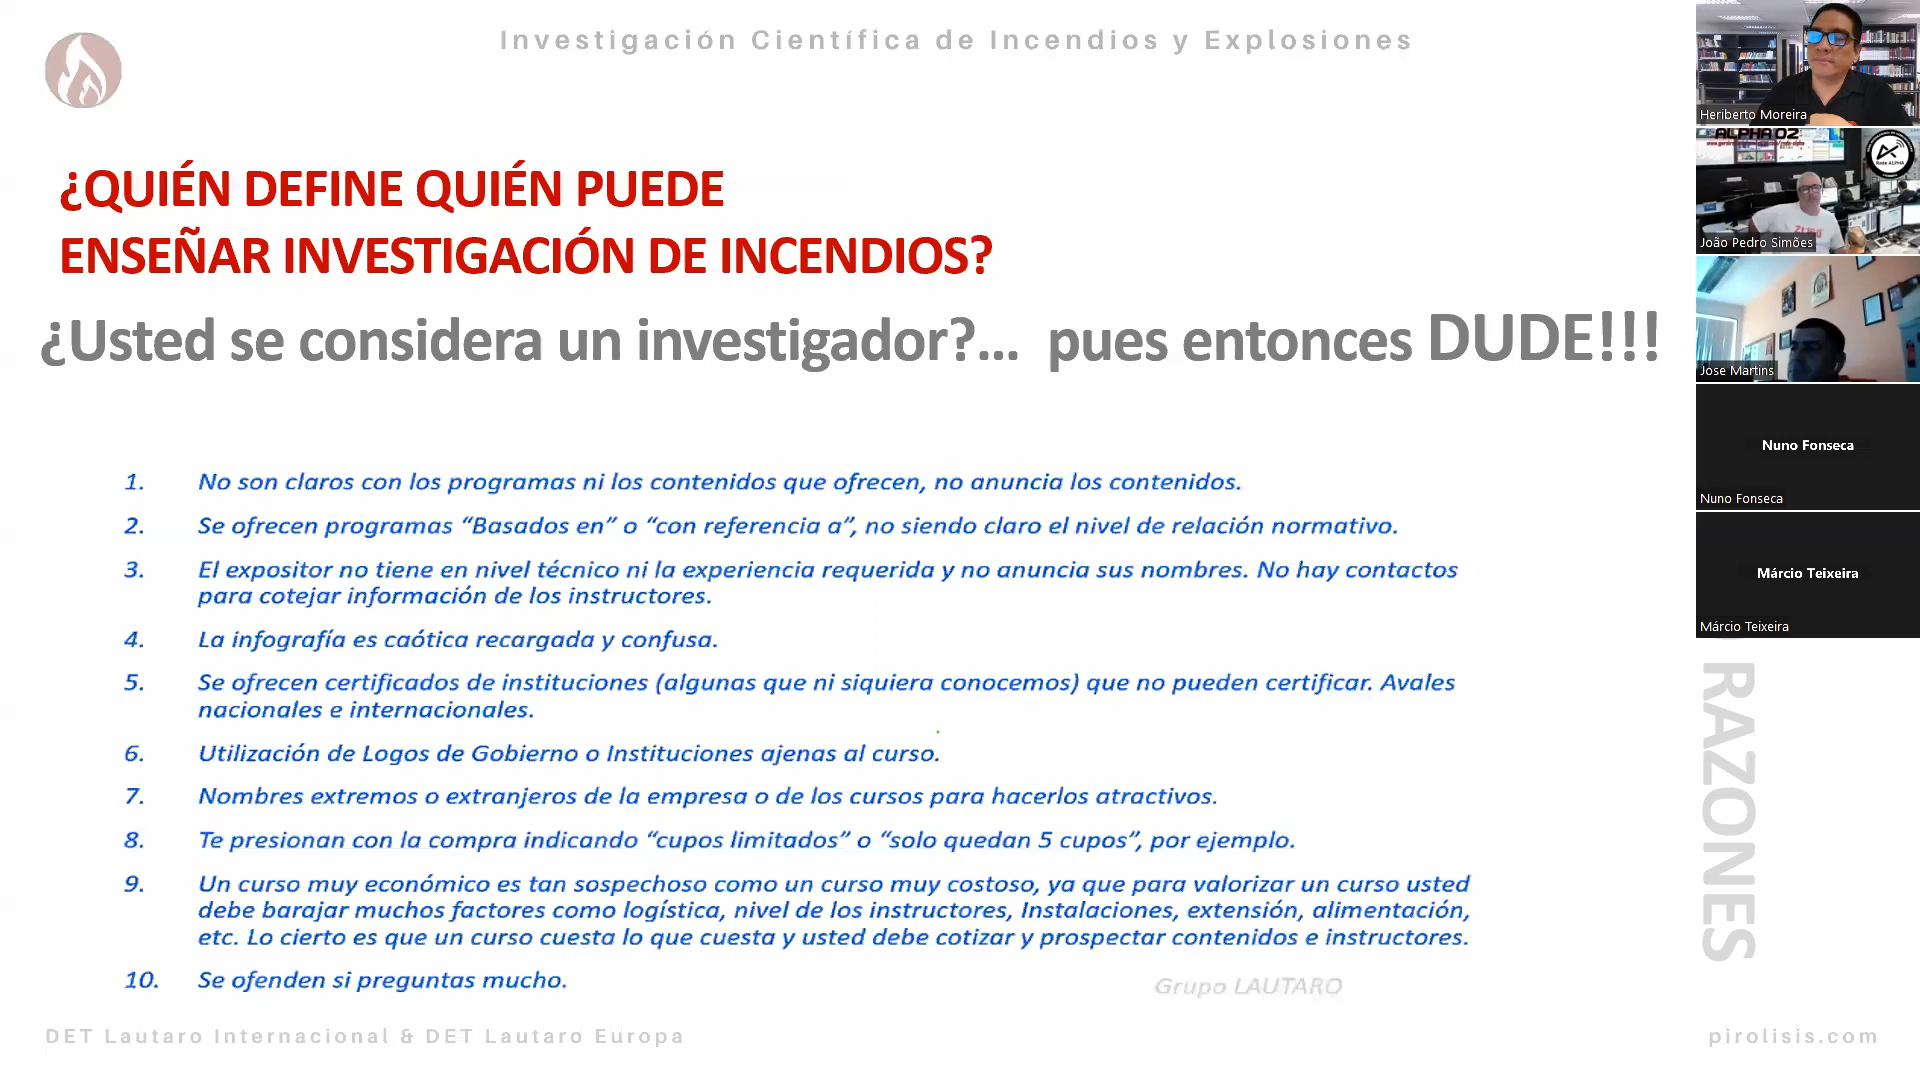 Investigación Científica de Incendios y Explosiones
¿QUIÉN DEFINE QUIÉN PUEDE
ENSEÑAR INVESTIGACIÓN DE INCENDIOS?
¿Usted se considera un investigador?... pues entonces DUDE!!!
1. No son claros con los programas ni los contenidos que ofrecen, no anuncia los contenidos.
2. Se ofrecen programas “Basados en” o “con referencia a”, no siendo claro el nivel de relación normativo.
3. El expositor no tiene en nivel técnico ni la experiencia requerida y no anuncia sus nombres. No hay contactos
para cotejar información de los instructores.
4. La infografía es caótica recargada y confusa.
5. Se ofrecen certificados de instituciones (algunas que ni siquiera conocemos) que no pueden certificar. Avales
nacionales e internacionales.
6. Utilización de Logos de Gobierno o Instituciones ajenas al curso.
7. Nombres extremos o extranjeros de la empresa o de los cursos para hacerlos atractivos.
8. Te presionan con la compra indicando “cupos limitados” o “solo quedan 5 cupos”, por ejemplo.
9. Un curso muy económico es tan sospechoso como un curso muy costoso, ya que para valorizar un curso usted
debe barajar muchos factores como logística, nivel de los instructores, Instalaciones, extensión, alimentación,
etc. Lo cierto es que un curso cuesta lo que cuesta y usted debe cotizar y prospectar contenidos e instructores.
10. Se ofenden si preguntas mucho.
Grupo LAUTARO
DET Lautaro Internacional & DET Lautaro Europa
pirolisis.com
RAZONES
Heriberto Moreira
ALPHA OZ
Rede ALPHA
João Pedro Simões
Jose Martins
Nuno Fonseca
Nuno Fonseca
Márcio Teixeira
Márcio Teixeira